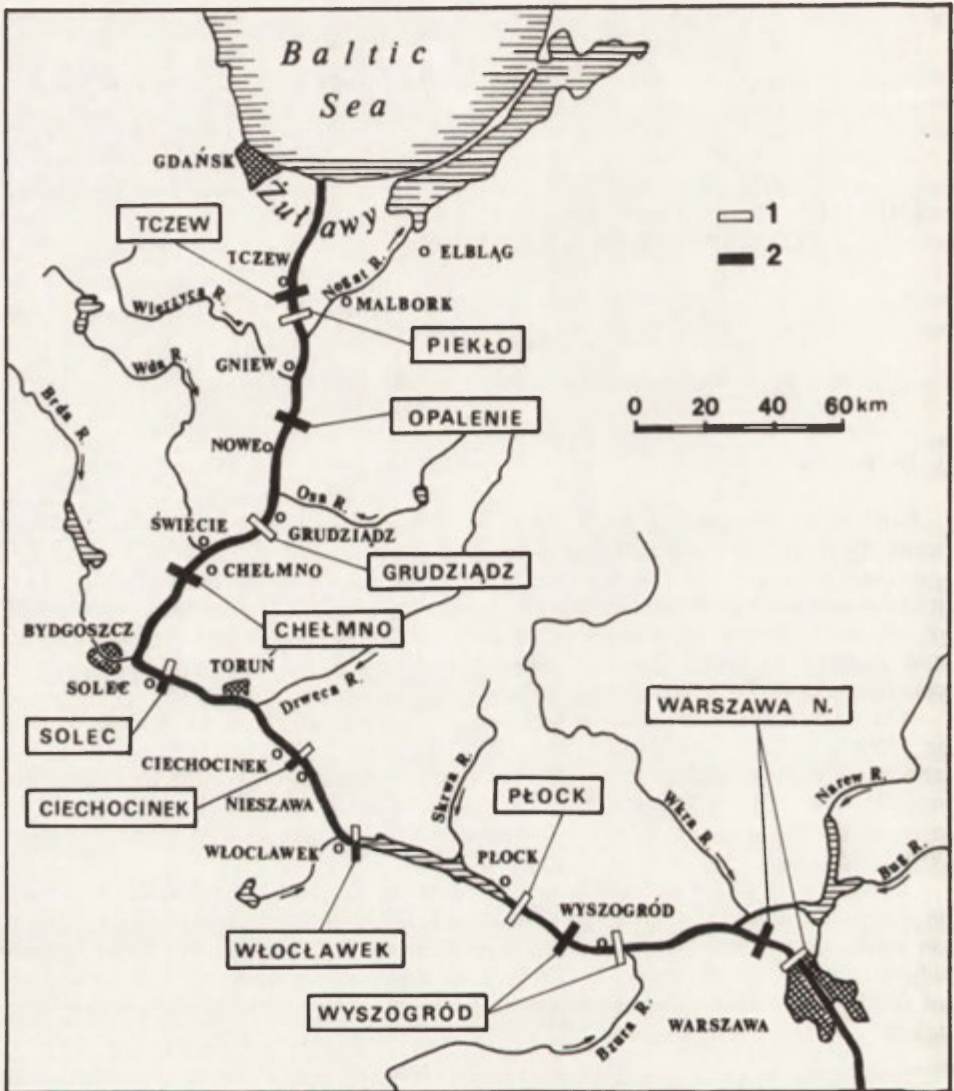 Baltic
Sea
GDAŃSK
Żuławy
TCZEW
1
2
TCZEW
ELBLĄG
Nogat R.
MALBORK
Wierzyca R.
PIEKŁO
Wda R.
GNIEW
Brda R.
OPALENIE
0 20 40 60 km
NOWE
Osa R.
ŚWIECIE
GRUDZIĄDZ
CHEŁMNO
GRUDZIĄDZ
BYDGOSZCZ
CHEŁMNO
TORUŃ
SOLEC
Drwęca R.
WARSZAWA N.
SOLEC
CIECHOCINEK
Skrwa R.
PŁOCK
Wkra R.
Narew R.
CIECHOCINEK
NIESZAWA
WŁOCLAWEK
PŁOCK
Bug R.
WYSZOGRÓD
WŁOCŁAWEK
WYSZOGRÓD
Bzura R.
WARSZAWA